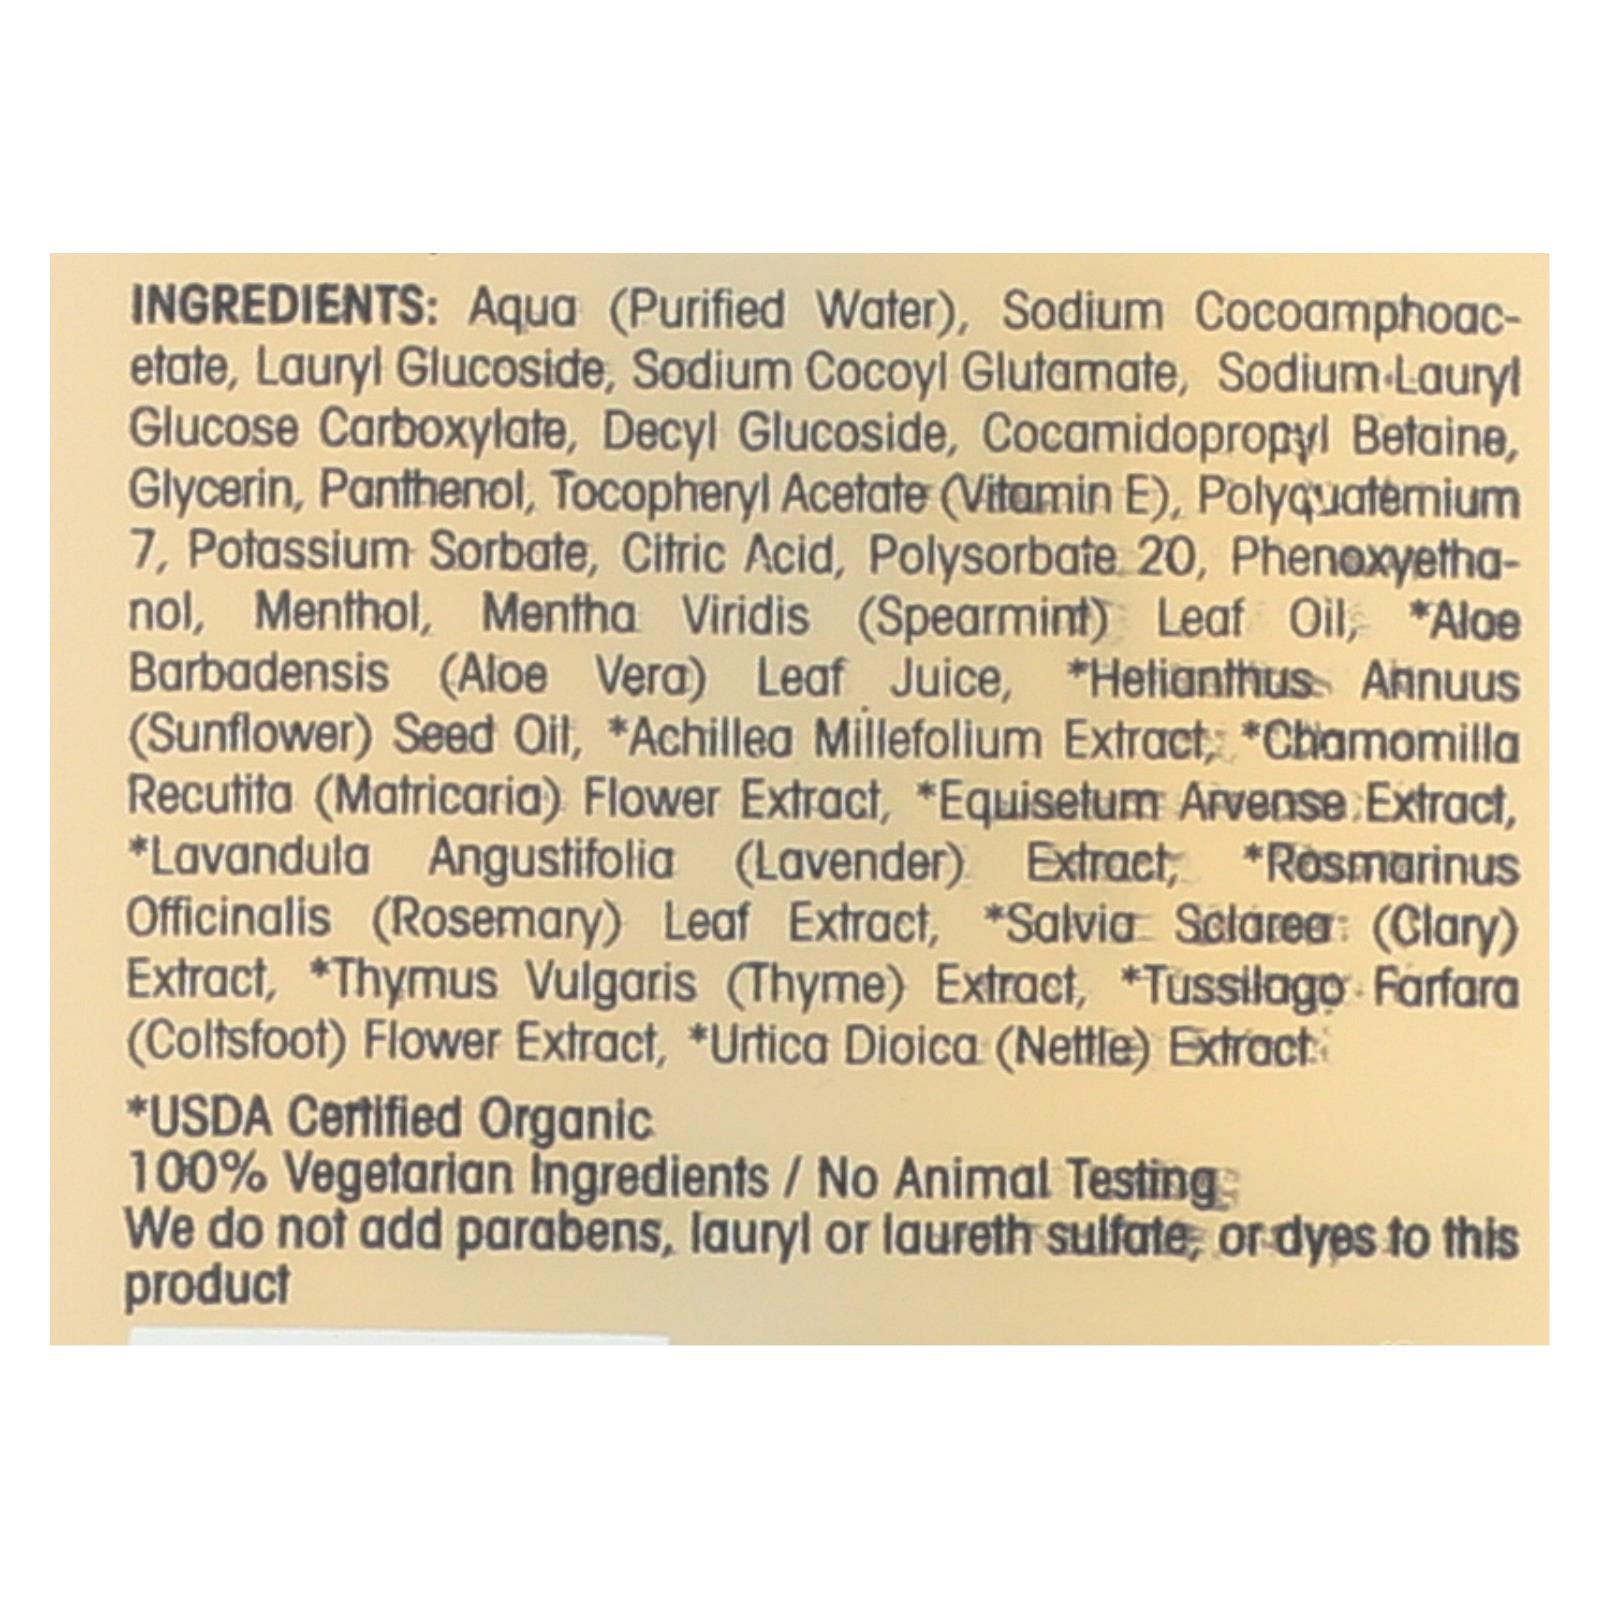 INGREDIENTS: Aqua (Purified Water), Sodium Cocoamphoac-
etate, Lauryl Glucoside, Sodium Cocoyl Glutamate, Sodium Lauryl
Glucose Carboxylate, Decyl Glucoside, Cocamidopropyl Betaine,
Glycerin, Panthenol, Tocopheryl Acetate (Vitamin E), Polyquaternium
7, Potassium Sorbate, Citric Acid, Polysorbate 20, Phenoxyetha-
nol, Menthol, Mentha Viridis (Spearmint) Leaf Oil, *Aloe
Barbadensis (Aloe Vera) Leaf Juice, *Helianthus Annuus
(Sunflower) Seed Oil, *Achillea Millefolium Extract, *Chamomilla
Recutita (Matricaria) Flower Extract, *Equisetum Arvense Extract,
*Lavandula Angustifolia (Lavender) Extract, *Rosmarinus
Officinalis (Rosemary) Leaf Extract, *Salvia Sclarea (Clary)
Extract, *Thymus Vulgaris (Thyme) Extract, *Tussilago Farfara
(Coltsfoot) Flower Extract, *Urtica Dioica (Nettle) Extract
*USDA Certified Organic
100% Vegetarian Ingredients / No Animal Testing
We do not add parabens, lauryl or laureth sulfate, or dyes to this
product